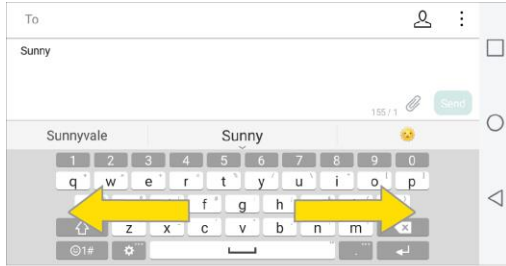 To
Sunny
155/1 Send
Sunnyvale Sunny
1 2 3 4 5 6 7 8 9 0
q w e r t y u i o p
f g h
z x c v b n m
1#